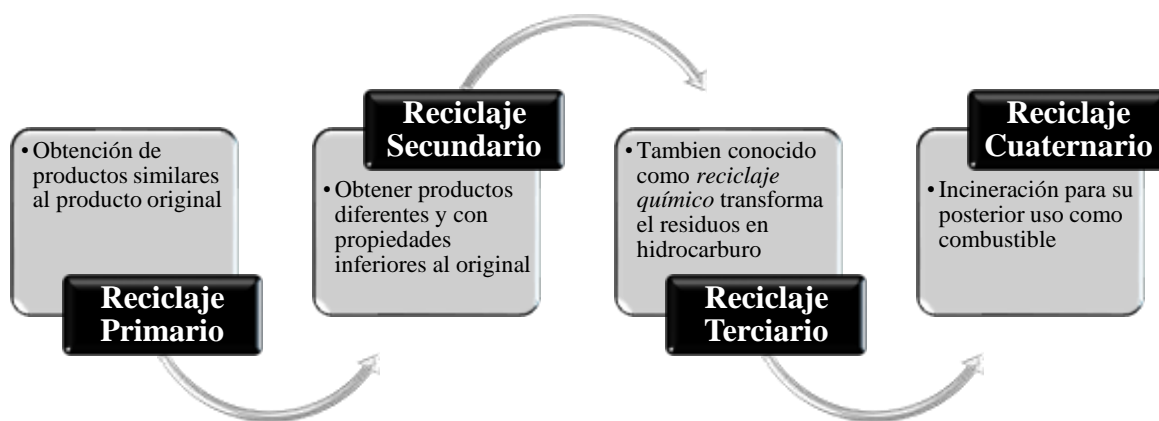 • Obtención de
productos similares
al producto original
Reciclaje
Primario
Reciclaje
Secundario
• Obtener productos
diferentes y con
propiedades
inferiores al original
• Tambien conocido
como reciclaje
químico transforma
el residuos en
hidrocarburo
Reciclaje
Terciario
Reciclaje
Cuaternario
• Incineración para su
posterior uso como
combustible